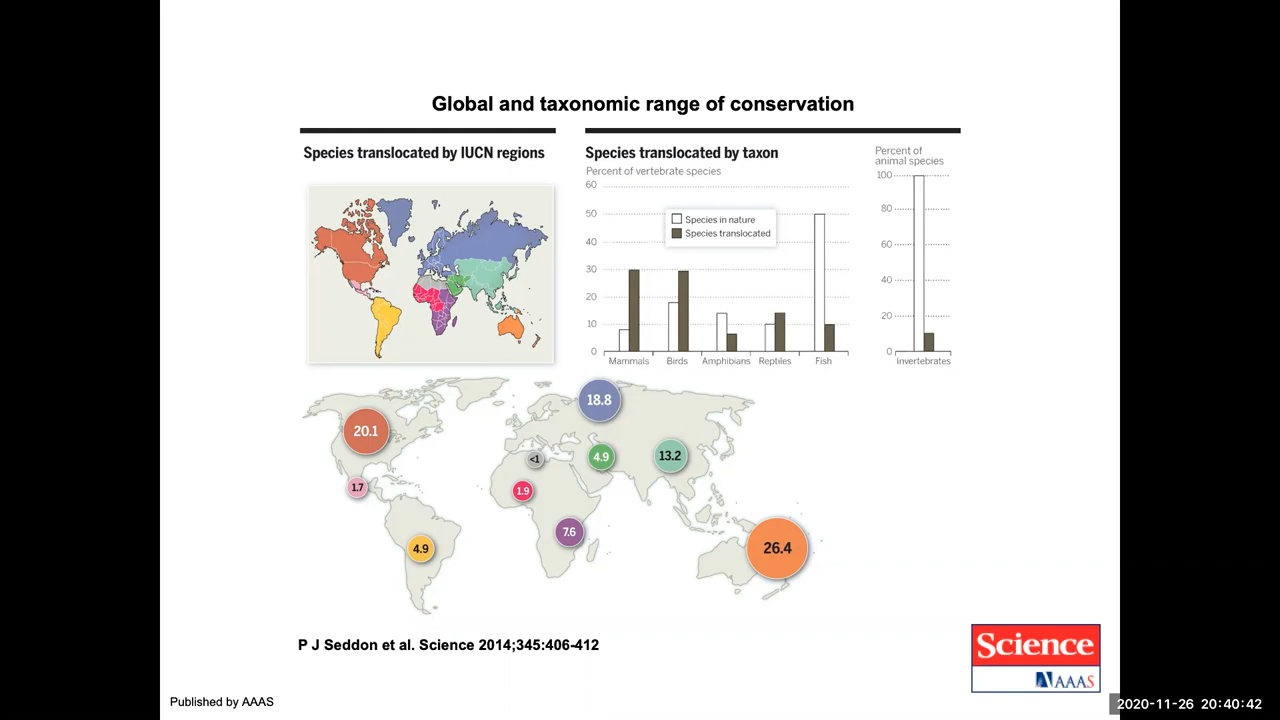 Global and taxonomic range of conservation
Species translocated by IUCN regions
Species translocated by taxon
Percent of vertebrate species
60
50
40
30
20
10
0
Species in nature
Species translocated
Mammals
Birds
Amphibians
Reptiles
Fish
Percent of
animal species
100
80
60
40
20
0
Invertebrates
18.8
20.1
<1
4.9
13.2
1.7
1.9
7.6
4.9
26.4
P J Seddon et al. Science 2014;345:406-412
Science
AAAS
Published by AAAS
2020-11-26 20:40:42